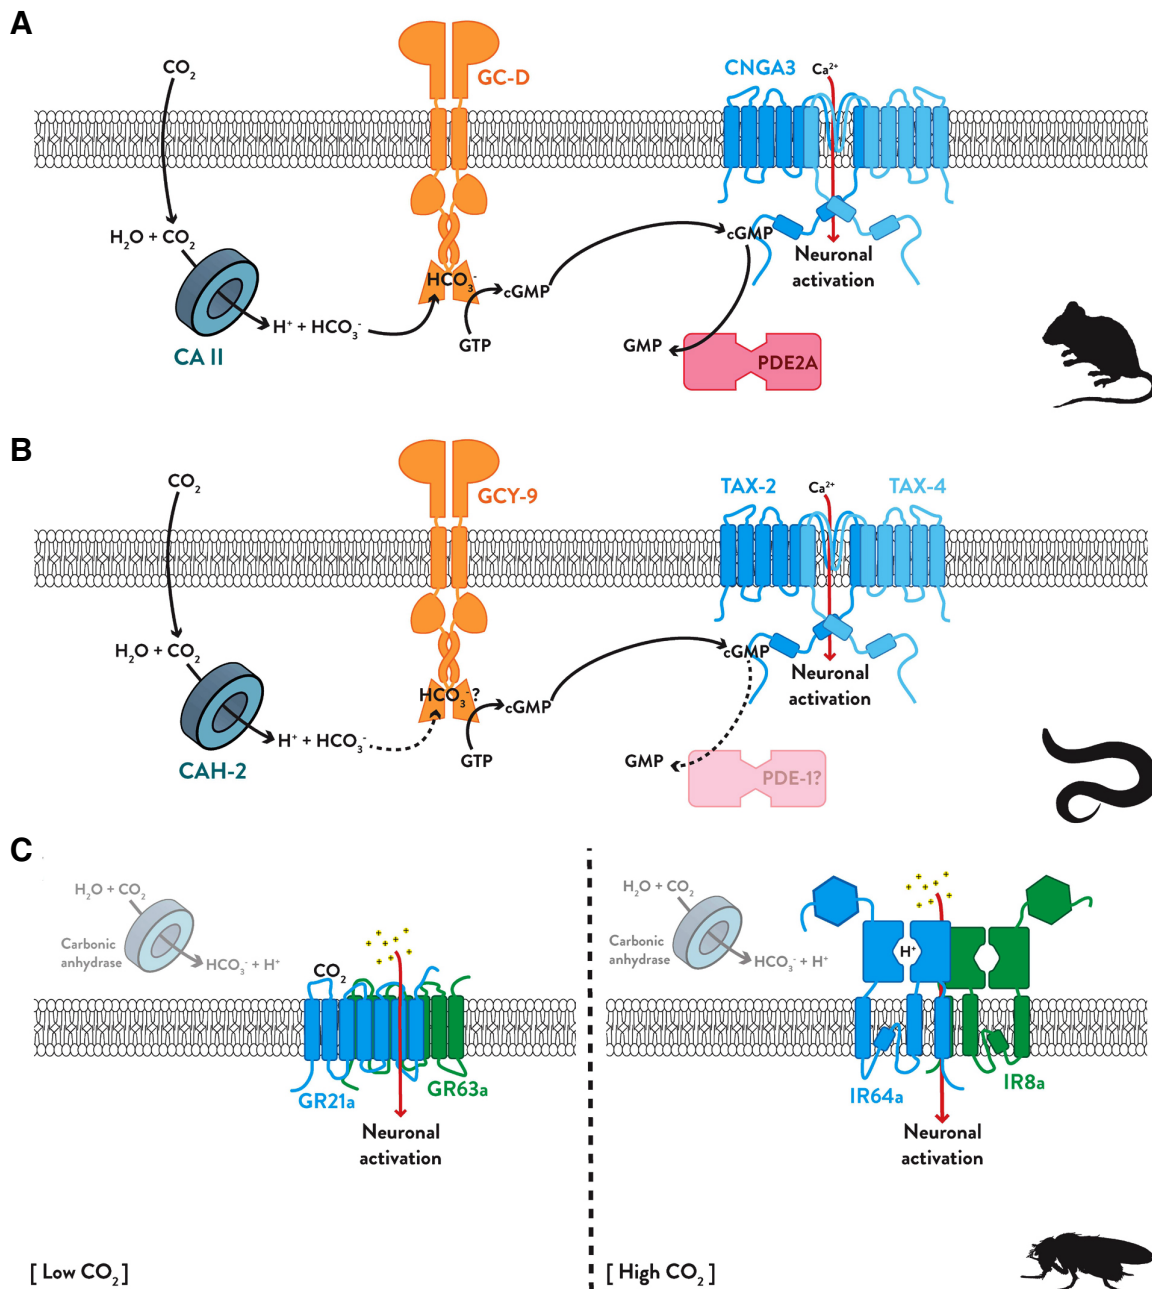 A
CO2
GC-D
CNGA3
Ca2+
H2O + CO2
CA II
H+ + HCO3-
HCO3-
cGMP
GTP
cGMP
Neuronal
activation
GMP
PDE2A
B
CO2
GCY-9
TAX-2
Ca2+
TAX-4
H2O + CO2
CAH-2
H+ + HCO3-
HCO3-?
cGMP
GTP
cGMP
Neuronal
activation
GMP
PDE-1?
C
H2O + CO2
Carbonic
anhydrase
HCO3- + H+
CO2
+ + + + + + +
GR21a
GR63a
Neuronal
activation
[ Low CO2 ]
H2O + CO2
Carbonic
anhydrase
HCO3- + H+
+ + + + + + +
H+
IR64a
IR8a
Neuronal
activation
[ High CO2 ]